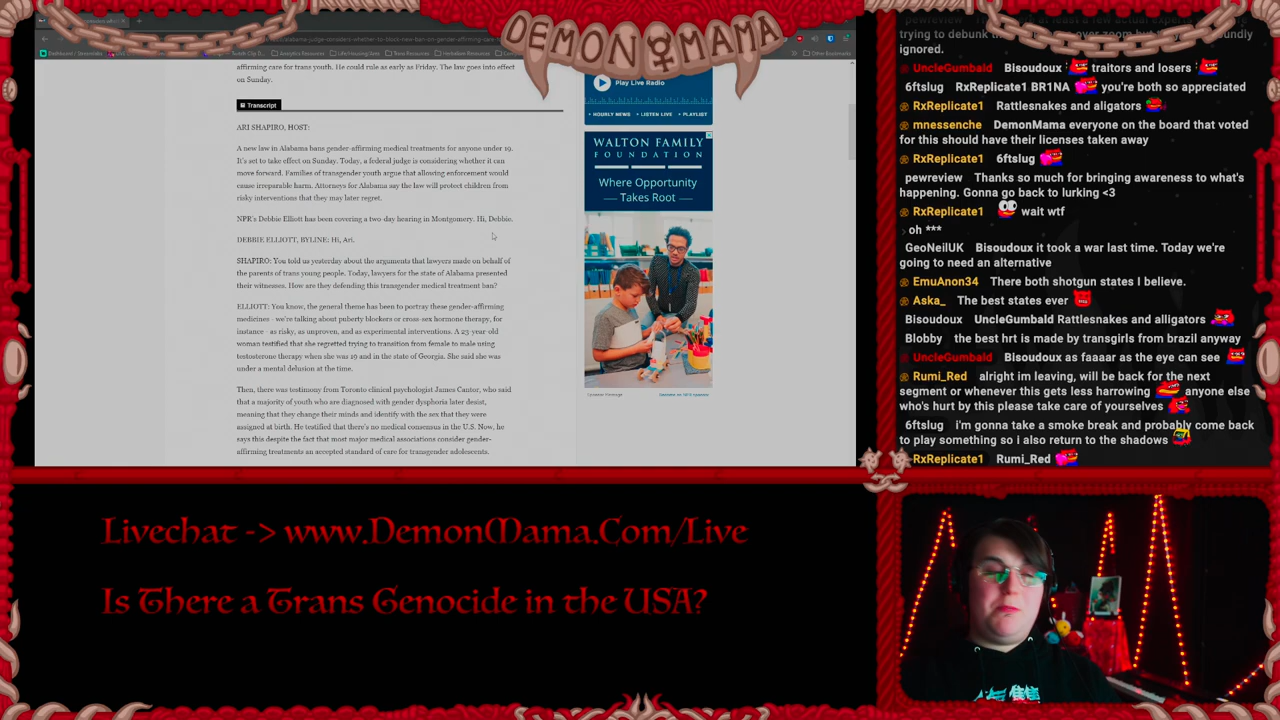 DEMON MAMA
Dashboard / Streamlabs
Analytics Resources
Life/Housing/Jobs
Trans Resources
Herbalism Resources
Other Bookmarks
affirming care for trans youth. He could rule as early as Friday. The law goes into effect
on Sunday.
Transcript
ARI SHAPIRO, HOST:
A new law in Alabama bans gender-affirming medical treatments for anyone under 19.
It's set to take effect on Sunday. Today, a federal judge is considering whether it can
move forward. Families of transgender youth argue that allowing enforcement would
cause irreparable harm. Attorneys for Alabama say the law will protect children from
risky interventions that they may later regret.
NPR's Debbie Elliott has been covering a two-day hearing in Montgomery. Hi, Debbie.
DEBBIE ELLIOTT, BYLINE: Hi, Ari.
SHAPIRO: You told us yesterday about the arguments that lawyers made on behalf of
the parents of trans young people. Today, lawyers for the state of Alabama presented
their witnesses. How are they defending this transgender medical treatment ban?
ELLIOTT: You know, the general theme has been to portray these gender-affirming
medicines - we're talking about puberty blockers or cross-sex hormone therapy, for
instance - as risky, as unproven, and as experimental interventions. A 23-year-old
woman testified that she regretted trying to transition from female to male using
testosterone therapy when she was 19 and in the state of Georgia. She said she was
under a mental delusion at the time.
Then, there was testimony from Toronto clinical psychologist James Cantor, who said
that a majority of youth who are diagnosed with gender dysphoria later desist,
meaning that they change their minds and identify with the sex that they were
assigned at birth. He testified that there's no medical consensus in the U.S. Now, he
says this despite the fact that most major medical associations consider gender-
affirming treatments an accepted standard of care for transgender adolescents.
Play Live Radio
• HOURLY NEWS • LISTEN LIVE • PLAYLIST
WALTON FAMILY
FOUNDATION
Where Opportunity
Takes Root
Sponsor Message
Become an NPR sponsor
trying to debunk
ignored.
UncleGumbald Bisoudoux traitors and losers
6ftslug RxReplicate1 BR1NA you're both so appreciated
RxReplicate1 Rattlesnakes and aligators
mnessenche DemonMama everyone on the board that voted
for this should have their licenses taken away
RxReplicate1 6ftslug
pewreview Thanks so much for bringing awareness to what's
happening. Gonna go back to lurking <3
RxReplicate1 wait wtf
oh ***
GeoNeilUK Bisoudoux it took a war last time. Today we're
going to need an alternative
EmuAnon34 There both shotgun states I believe.
Aska_ The best states ever
Bisoudoux UncleGumbald Rattlesnakes and alligators
Blobby the best hrt is made by transgirls from brazil anyway
UncleGumbald Bisoudoux as faaaar as the eye can see
Rumi_Red alright im leaving, will be back for the next
segment or whenever this gets less harrowing anyone else
who's hurt by this please take care of yourselves
6ftslug i'm gonna take a smoke break and probably come back
to play something so i also return to the shadows
RxReplicate1 Rumi_Red
Livechat -> www.DemonMama.Com/Live
Is There a Trans Genocide in the USA?